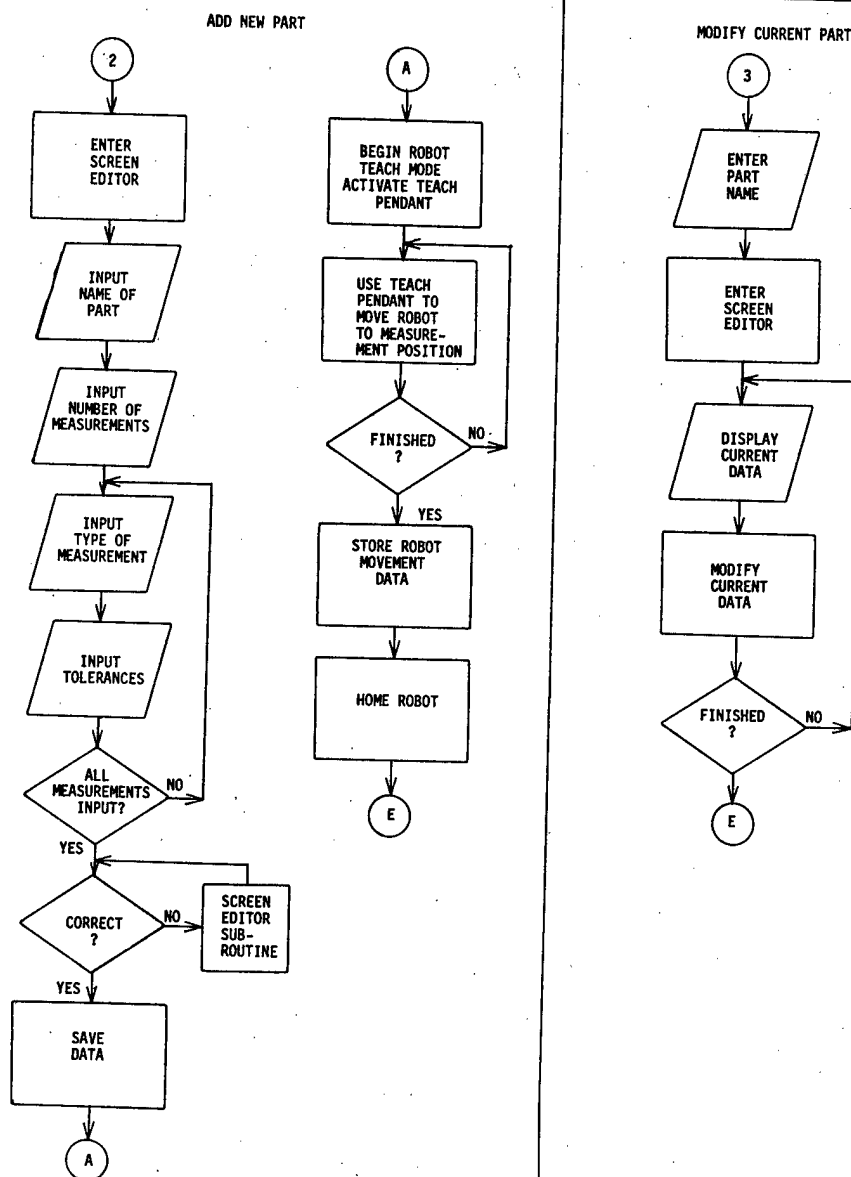 ADD NEW PART
2
ENTER
SCREEN
EDITOR
INPUT
NAME OF
PART
INPUT
NUMBER OF
MEASUREMENTS
INPUT
TYPE OF
MEASUREMENT
INPUT
TOLERANCES
ALL
MEASUREMENTS
INPUT?
NO
YES
CORRECT
?
NO
SCREEN
EDITOR
SUB-
ROUTINE
YES
SAVE
DATA
A
A
BEGIN ROBOT
TEACH MODE
ACTIVATE TEACH
PENDANT
USE TEACH
PENDANT TO
MOVE ROBOT
TO MEASURE-
MENT POSITION
FINISHED
?
NO
YES
STORE ROBOT
MOVEMENT
DATA
HOME ROBOT
E
MODIFY CURRENT PART
3
ENTER
PART
NAME
ENTER
SCREEN
EDITOR
DISPLAY
CURRENT
DATA
MODIFY
CURRENT
DATA
FINISHED
?
NO
E